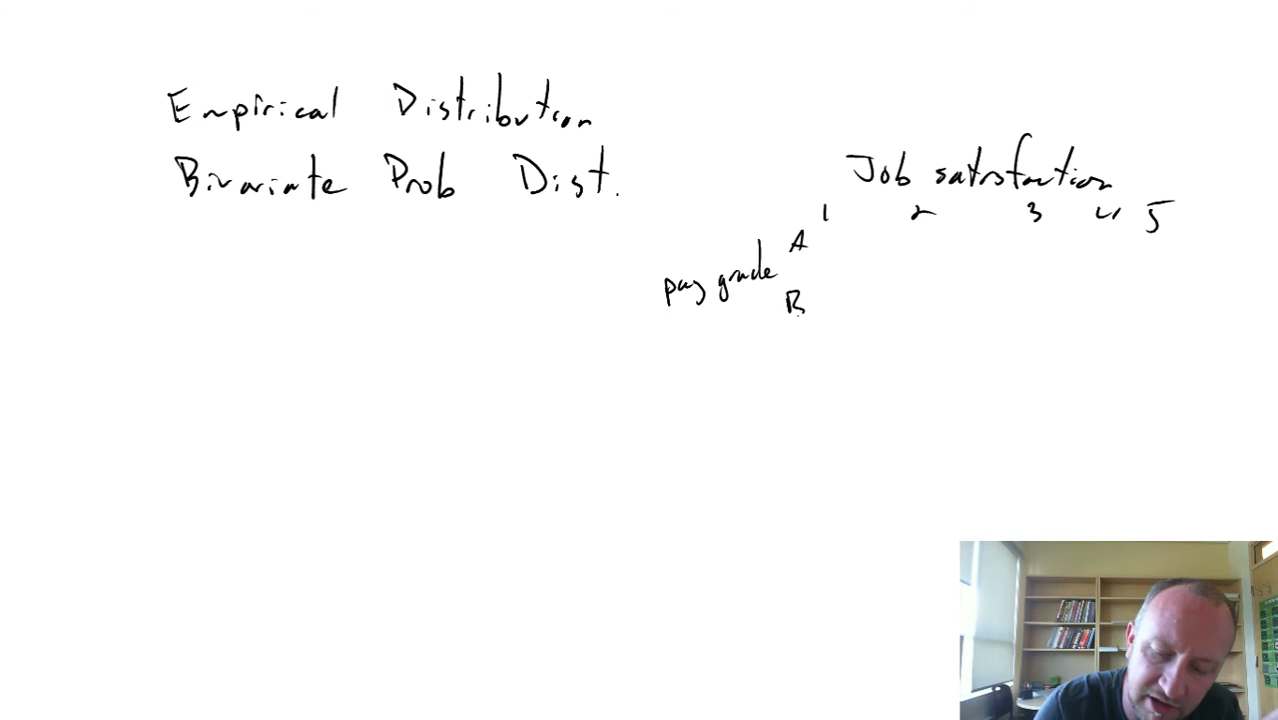 Empirical Distribution
Bivariate Prob Dist.
Job satisfaction
1 2 3 4 5
pay grade A
B